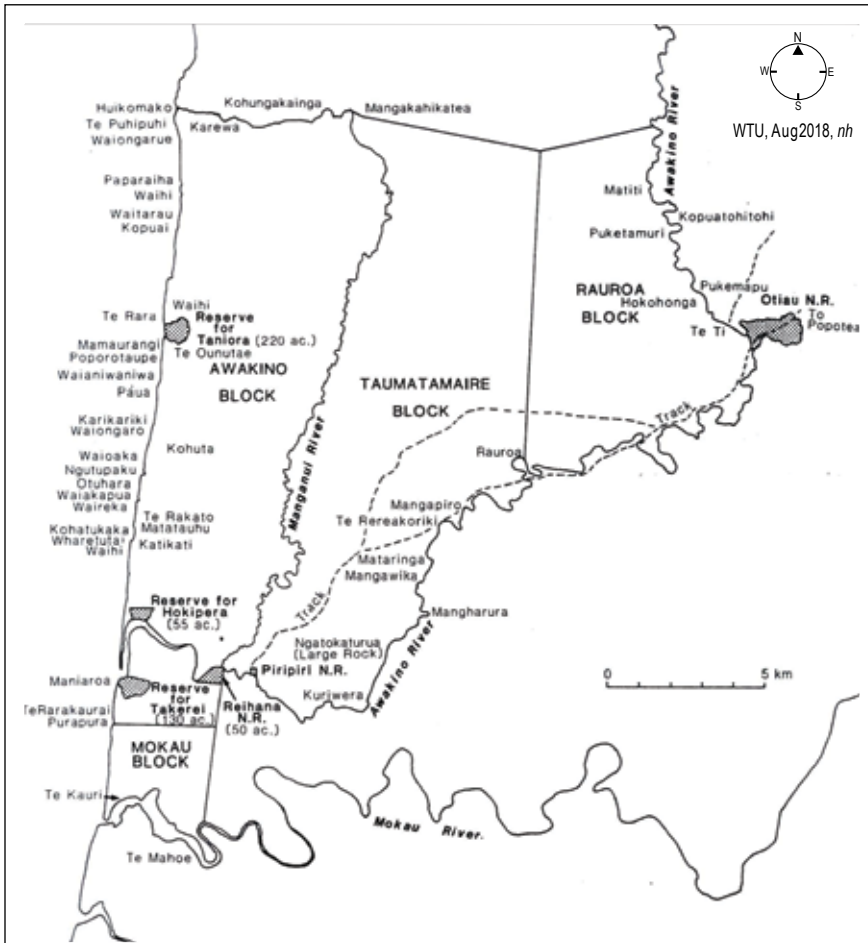 N
W E
S
WTU, Aug2018, nh
Huikomako
Kohungakainga
Mangakahikatea
Te Puhipuhi
Karewa
Waiongarue
Awakino River
Paparaiha
Waihi
Matiti
Waitarau
Kopuai
Kopuatohitohi
Puketamuri
RAUROA
BLOCK
Pukemapu
Hokohonga
Otiau N.R.
To
Popotea
Te Ti
Te Rara
Waihi
Reserve
for
Taniora (220 ac.)
Mamaurangi
Poporotaupe
Te Ounutae
Waianiwaniwa
AWAKINO
BLOCK
Páua
TAUMATAMAIRE
BLOCK
Track
Karikariki
Waiongaro
Kohuta
Manganui River
Rauroa
Waioaka
Ngutupaku
Otuhara
Waiakapua
Waireka
Mangapiro
Te Rereakoriki
Te Rakato
Kohatukaka
Matatauhu
Wharetutai
Waihi
Katikati
Mataringa
Mangawika
Track
Reserve for
Hokipera
(55 ac.)
Mangharura
Ngatokaturua
(Large Rock)
Awakino River
Piripiri N.R.
Kuriwera
Maniaroa
Reserve
for
Takerei
(130 ac.)
Reihana
N.R.
(50 ac.)
0 5 km
TeRarakaurai
Purapura
MOKAU
BLOCK
Te Kauri
Te Mahoe
Mokau River.